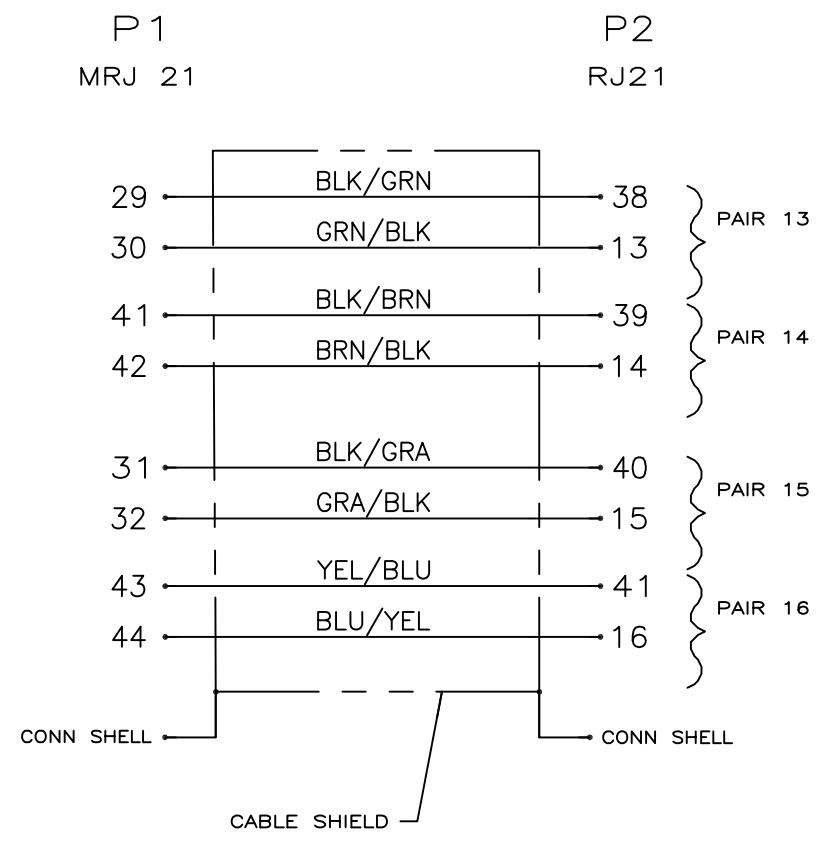 P1 P2
MRJ 21 RJ21
29 BLK/GRN 38
PAIR 13
30 GRN/BLK 13
41 BLK/BRN 39
PAIR 14
42 BRN/BLK 14
31 BLK/GRA 40
PAIR 15
32 GRA/BLK 15
43 YEL/BLU 41
PAIR 16
44 BLU/YEL 16
CONN SHELL CONN SHELL
CABLE SHIELD